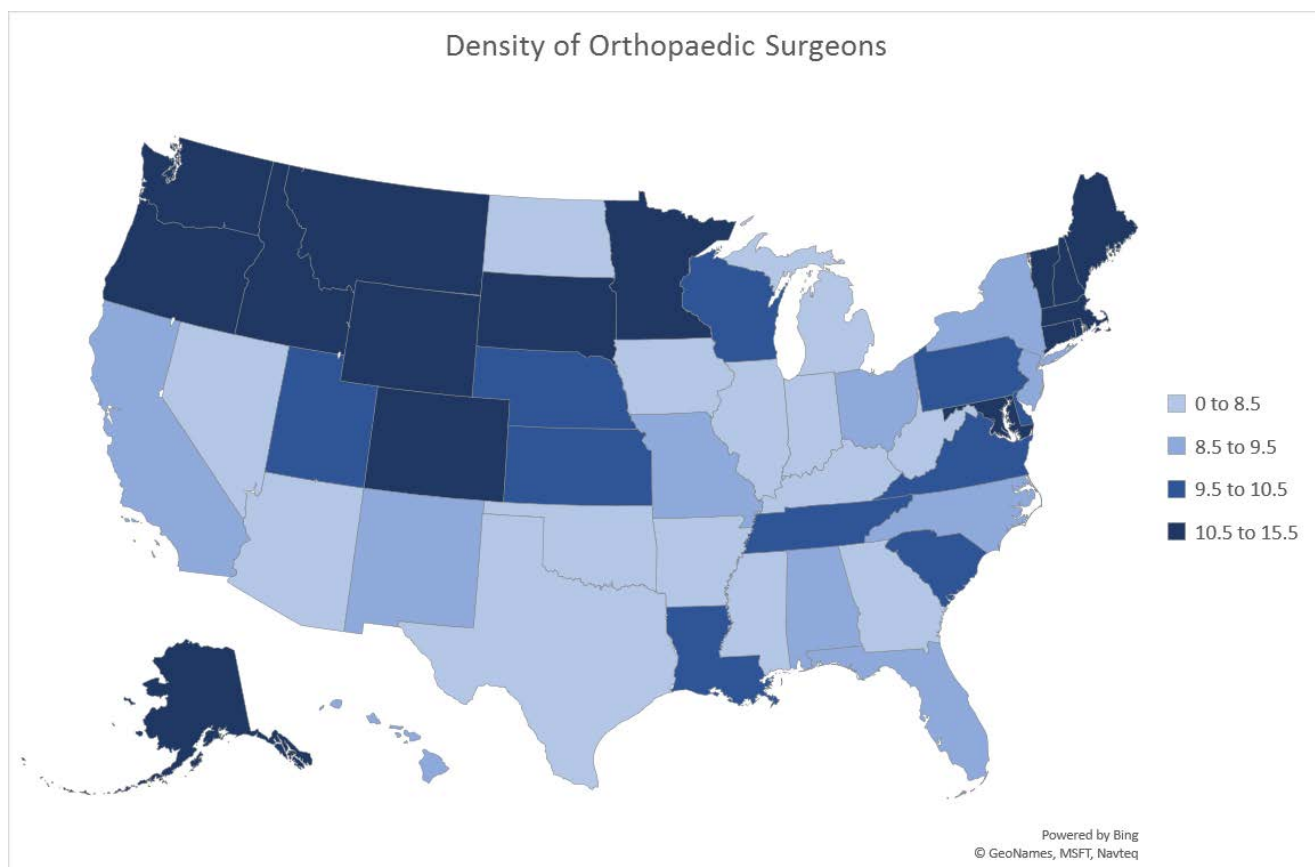 Density of Orthopaedic Surgeons
0 to 8.5
8.5 to 9.5
9.5 to 10.5
10.5 to 15.5
Powered by Bing
© GeoNames, MSFT, Navteq